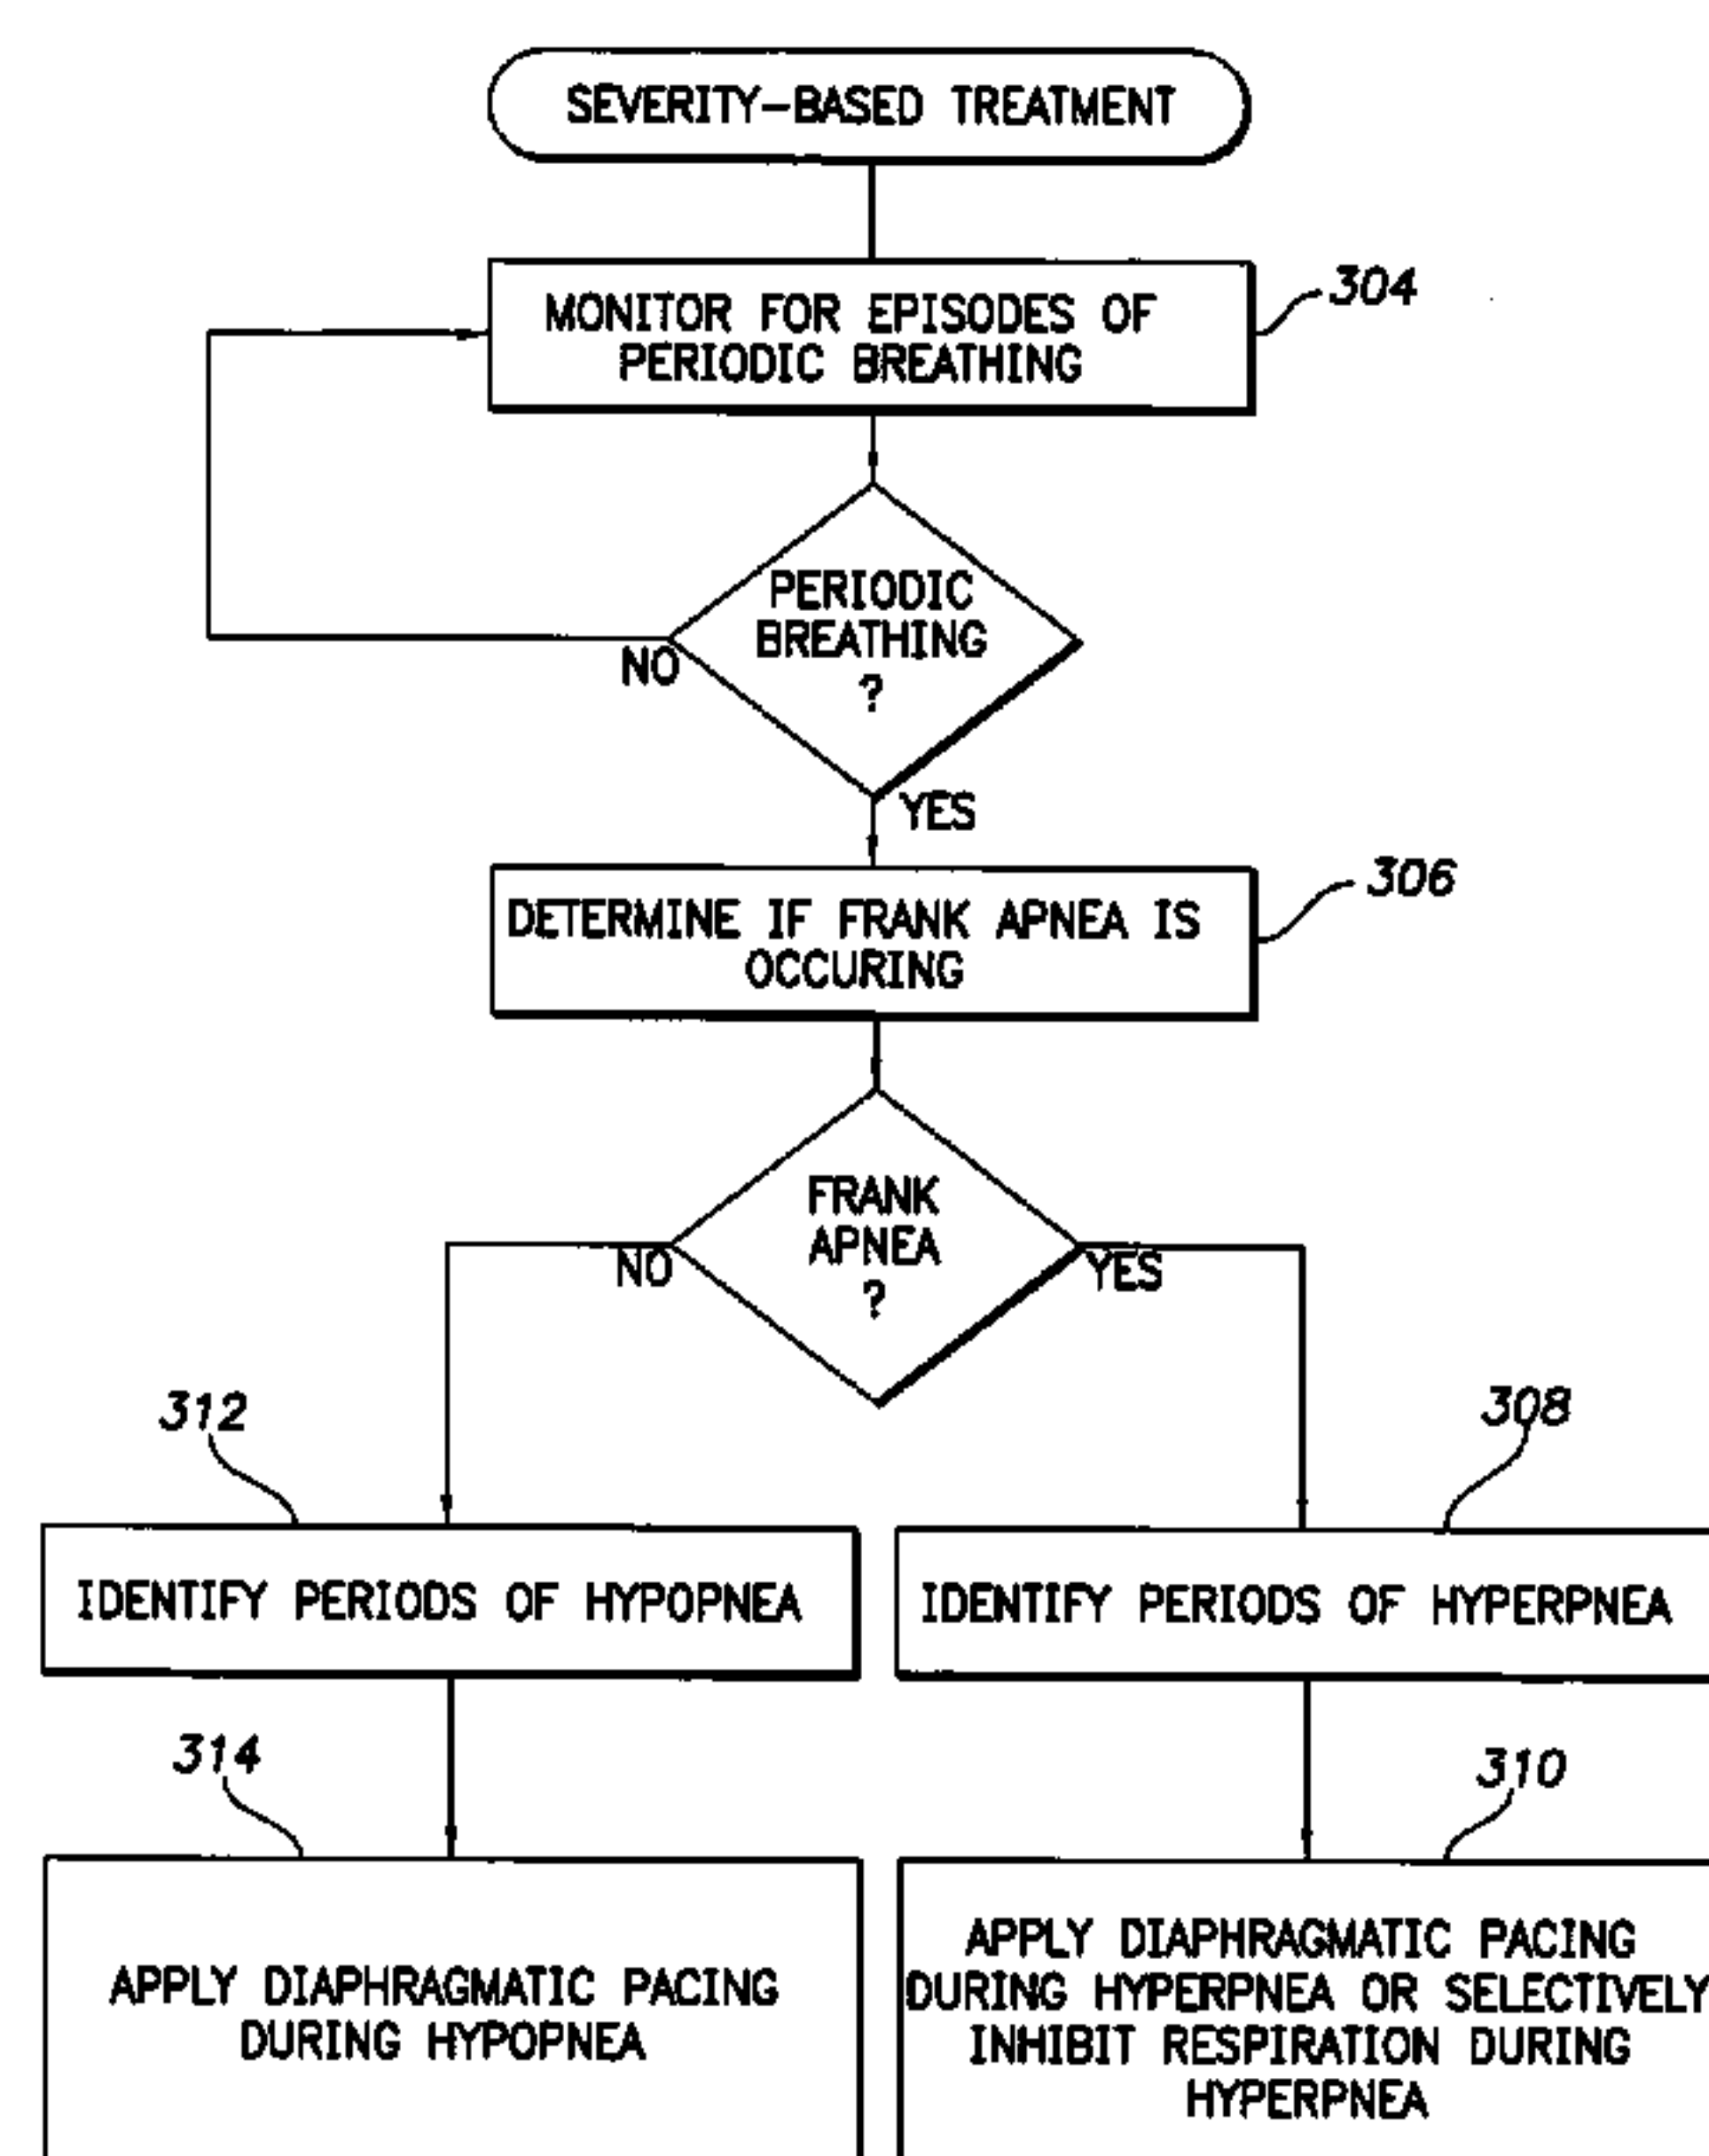 SEVERITY-BASED TREATMENT
MONITOR FOR EPISODES OF
PERIODIC BREATHING
304
PERIODIC
BREATHING
?
NO
YES
DETERMINE IF FRANK APNEA IS
OCCURING
306
FRANK
APNEA
?
NO
YES
312
308
IDENTIFY PERIODS OF HYPOPNEA
IDENTIFY PERIODS OF HYPERPNEA
314
310
APPLY DIAPHRAGMATIC PACING
DURING HYPOPNEA
APPLY DIAPHRAGMATIC PACING
DURING HYPERPNEA OR SELECTIVELY
INHIBIT RESPIRATION DURING
HYPERPNEA